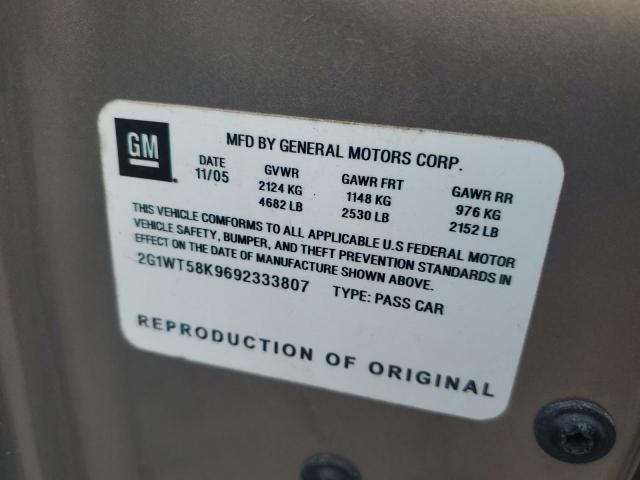 GM
MFD BY GENERAL MOTORS CORP.
DATE GVWR GAWR FRT GAWR RR
11/05 2124 KG 1148 KG 976 KG
4682 LB 2530 LB 2152 LB
THIS VEHICLE CONFORMS TO ALL APPLICABLE U.S FEDERAL MOTOR
VEHICLE SAFETY, BUMPER, AND THEFT PREVENTION STANDARDS IN
EFFECT ON THE DATE OF MANUFACTURE SHOWN ABOVE.
2G1WT58K9692333807 TYPE: PASS CAR
REPRODUCTION OF ORIGINAL